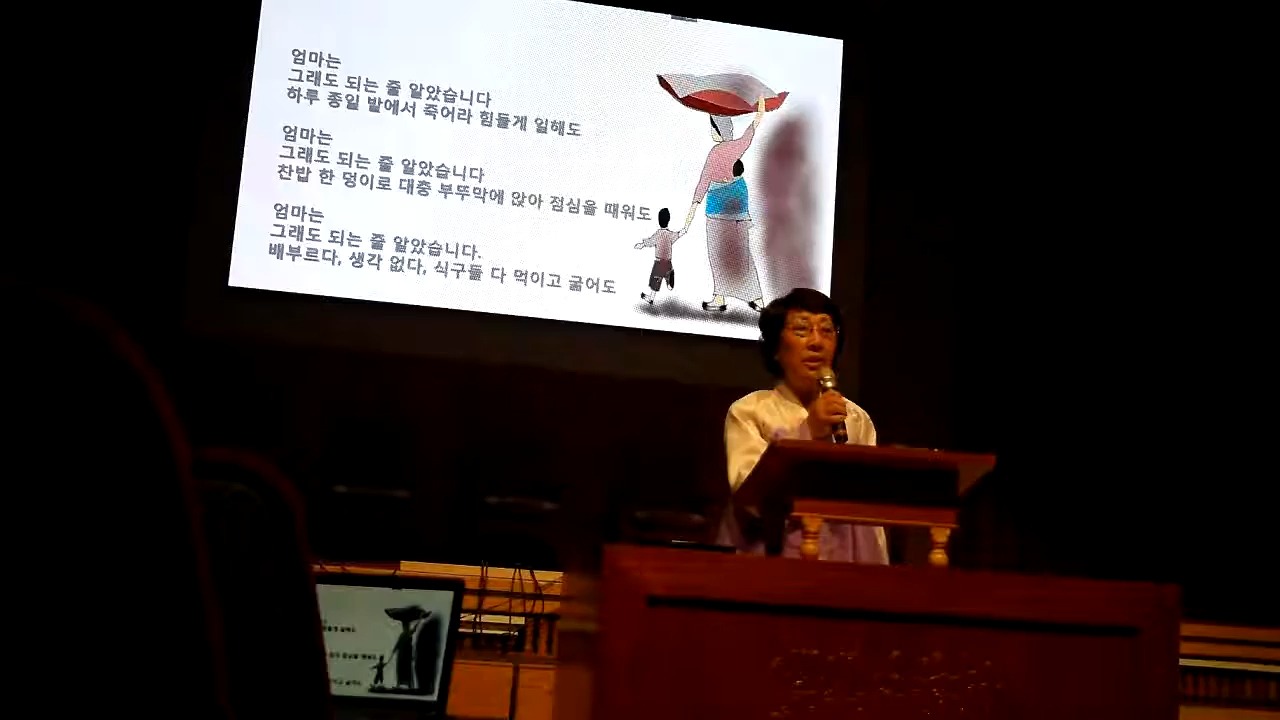 엄마는
그래도 되는 줄 알았습니다
하루 종일 밭에서 죽어라 힘들게 일해도
엄마는
그래도 되는 줄 알았습니다
찬밥 한 덩이로 대충 부뚜막에 앉아 점심을 때워도
엄마는
그래도 되는 줄 알았습니다.
배부르다, 생각 없다, 식구들 다 먹이고 굶어도